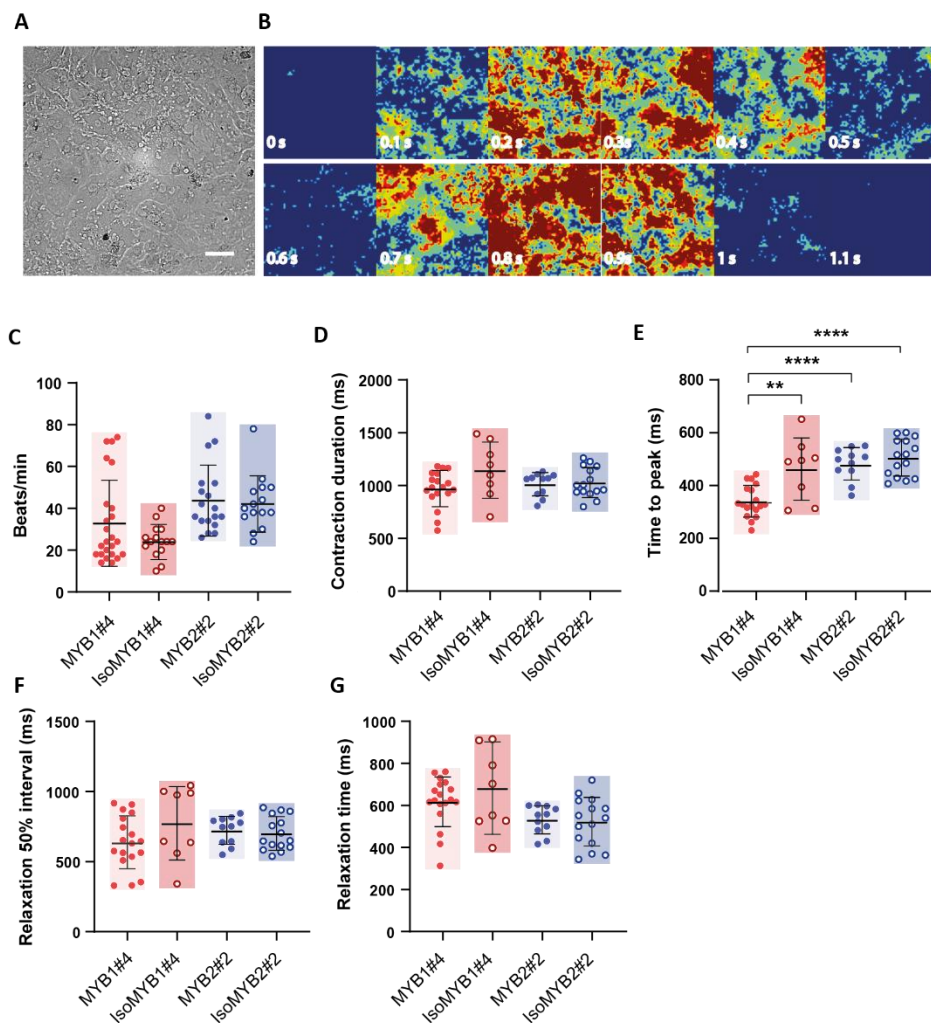 A
B
0 s
0.1 s
0.2 s
0.3 s
0.4 s
0.5 s
0.6 s
0.7 s
0.8 s
0.9 s
1 s
1.1 s
C
Beats/min
100
80
60
40
20
0
MYB1#4
IsoMYB1#4
MYB2#2
IsoMYB2#2
D
Contraction duration (ms)
2000
1500
1000
500
0
MYB1#4
IsoMYB1#4
MYB2#2
IsoMYB2#2
E
Time to peak (ms)
800
600
400
200
0
****
****
**
MYB1#4
IsoMYB1#4
MYB2#2
IsoMYB2#2
F
Relaxation 50% interval (ms)
1500
1000
500
0
MYB1#4
IsoMYB1#4
MYB2#2
IsoMYB2#2
G
Relaxation time (ms)
1000
800
600
400
200
0
MYB1#4
IsoMYB1#4
MYB2#2
IsoMYB2#2